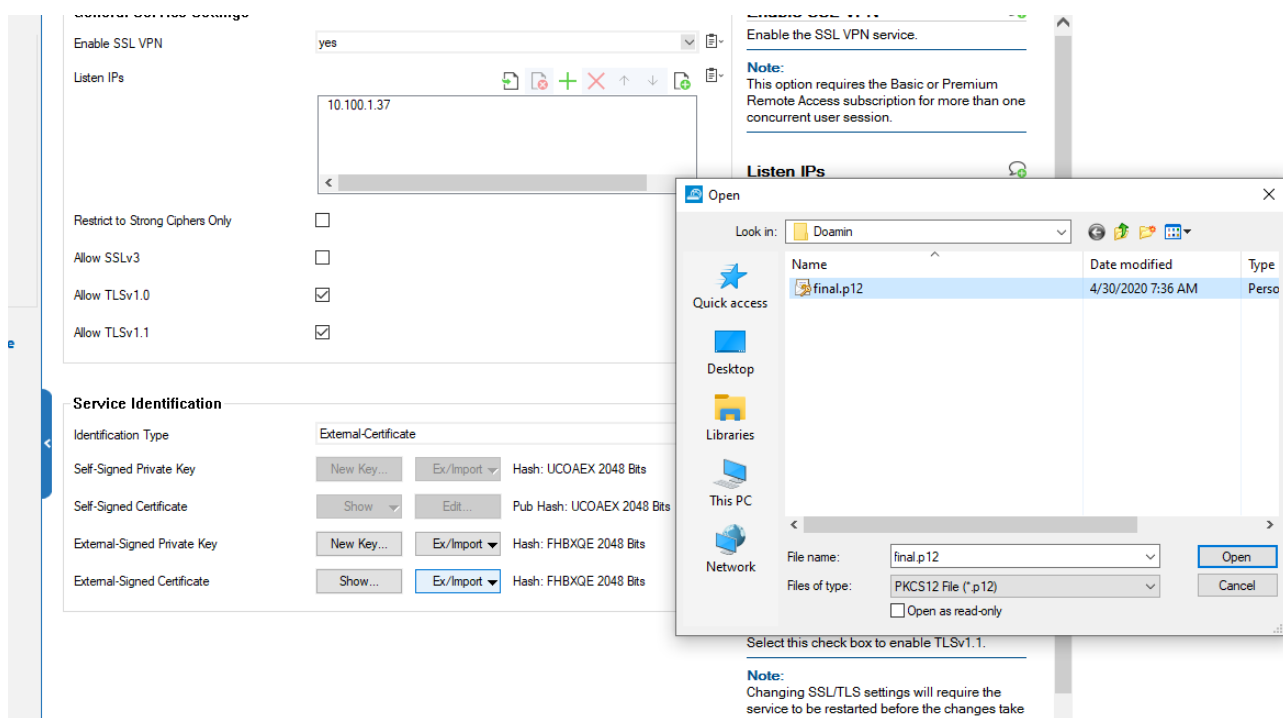 General Service Settings
Enable SSL VPN
yes
Listen IPs
10.100.1.37
Restrict to Strong Ciphers Only
Allow SSLv3
Allow TLSv1.0
Allow TLSv1.1
e
Service Identification
Identification Type
External-Certificate
Self-Signed Private Key
New Key...
Ex/Import
Hash: UCOAEX 2048 Bits
Self-Signed Certificate
Show
Edit...
Pub Hash: UCOAEX 2048 Bits
External-Signed Private Key
New Key...
Ex/Import
Hash: FHBXQE 2048 Bits
External-Signed Certificate
Show...
Ex/Import
Hash: FHBXQE 2048 Bits
Enable SSL VPN
Enable the SSL VPN service.
Note:
This option requires the Basic or Premium
Remote Access subscription for more than one
concurrent user session.
Listen IPs
Open
Look in:
Doamin
Name
Date modified
Type
final.p12
4/30/2020 7:36 AM
Perso
Quick access
Desktop
Libraries
This PC
Network
File name:
final.p12
Open
Files of type:
PKCS12 File (*.p12)
Cancel
Open as read-only
Select this check box to enable TLSv1.1.
Note:
Changing SSL/TLS settings will require the
service to be restarted before the changes take